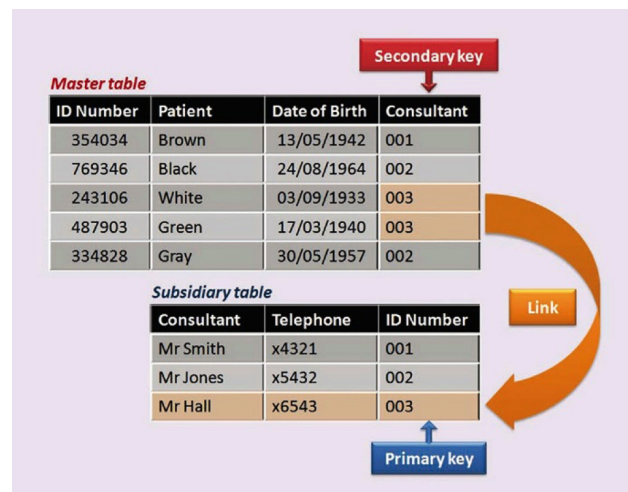 Secondary key
Master table
ID Number Patient Date of Birth Consultant
354034 Brown 13/05/1942 001
769346 Black 24/08/1964 002
243106 White 03/09/1933 003
487903 Green 17/03/1940 003
334828 Gray 30/05/1957 002
Subsidiary table
Consultant Telephone ID Number
Mr Smith x4321 001
Mr Jones x5432 002
Mr Hall x6543 003
Link
Primary key